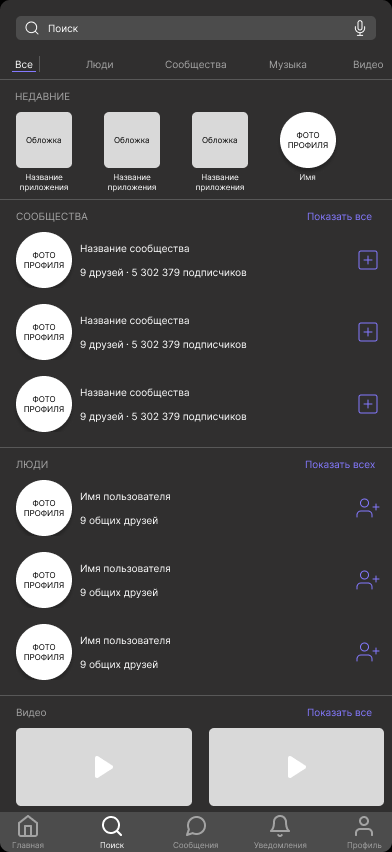 Поиск
Все Люди Сообщества Музыка Видео
НЕДАВНИЕ
Обложка Обложка Обложка ФОТО ПРОФИЛЯ
Название приложения Название приложения Название приложения Имя
СООБЩЕСТВА Показать все
ФОТО ПРОФИЛЯ
Название сообщества
9 друзей · 5 302 379 подписчиков
ФОТО ПРОФИЛЯ
Название сообщества
9 друзей · 5 302 379 подписчиков
ФОТО ПРОФИЛЯ
Название сообщества
9 друзей · 5 302 379 подписчиков
ЛЮДИ Показать всех
ФОТО ПРОФИЛЯ
Имя пользователя
9 общих друзей
ФОТО ПРОФИЛЯ
Имя пользователя
9 общих друзей
ФОТО ПРОФИЛЯ
Имя пользователя
9 общих друзей
Видео Показать все
Главная Поиск Сообщения Уведомления Профиль